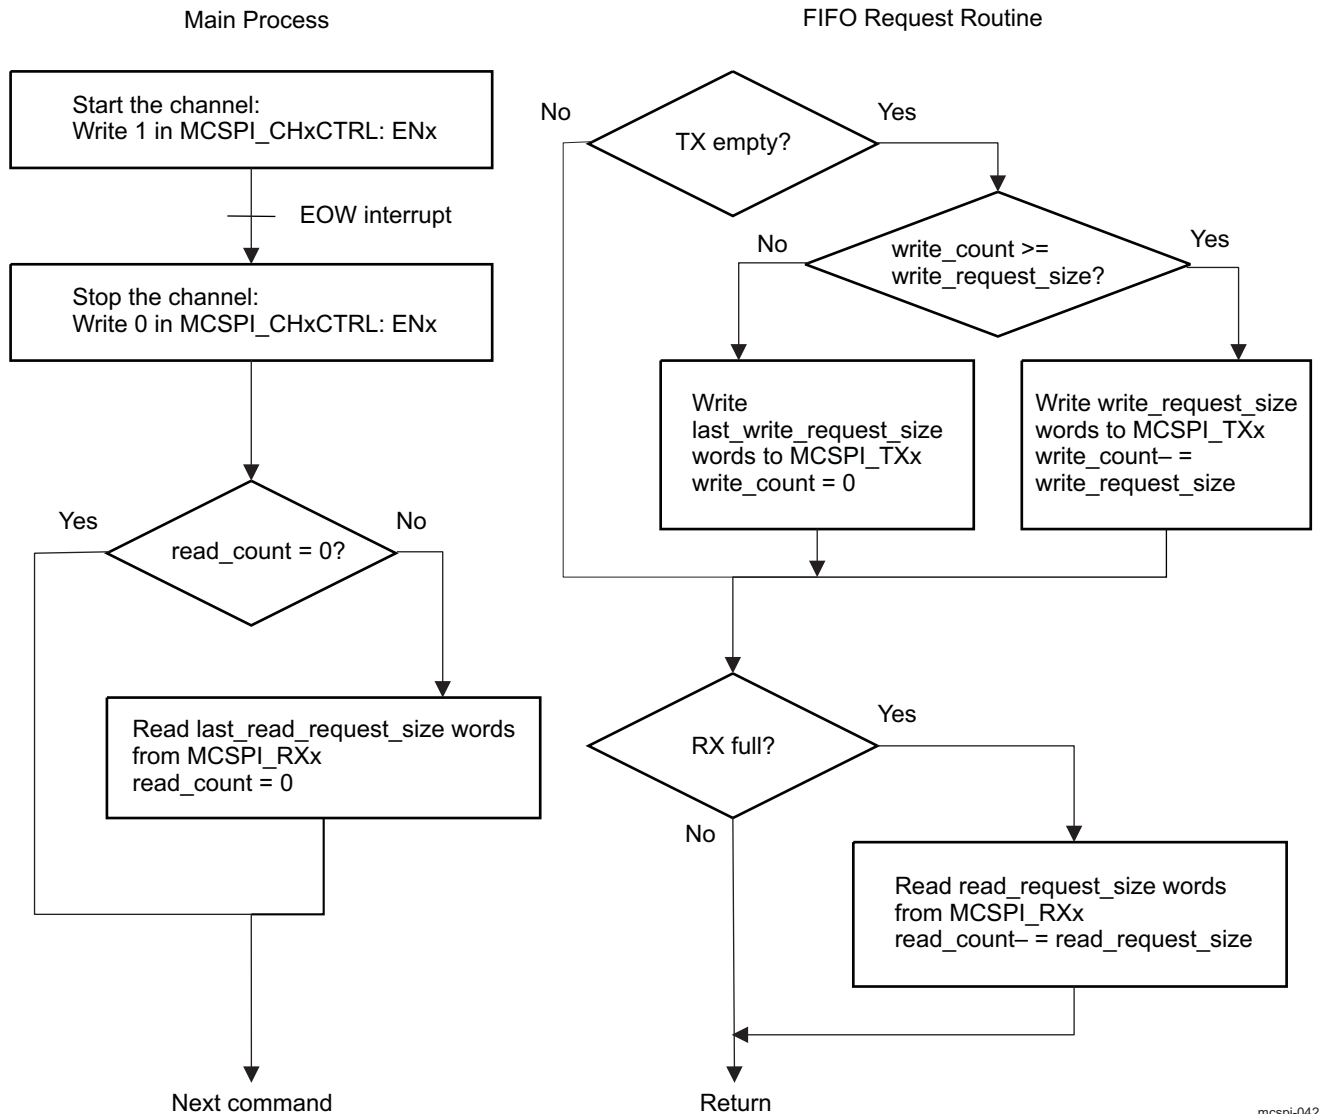 Main Process
Start the channel:
Write 1 in MCSPI_CHxCTRL: ENx
EOW interrupt
Stop the channel:
Write 0 in MCSPI_CHxCTRL: ENx
Yes
No
read_count = 0?
Read last_read_request_size words
from MCSPI_RXx
read_count = 0
Next command
FIFO Request Routine
No
Yes
TX empty?
No
Yes
write_count >=
write_request_size?
Write
last_write_request_size
words to MCSPI_TXx
write_count = 0
Write write_request_size
words to MCSPI_TXx
write_count– =
write_request_size
Yes
RX full?
No
Read read_request_size words
from MCSPI_RXx
read_count– = read_request_size
Return
mcspi-042